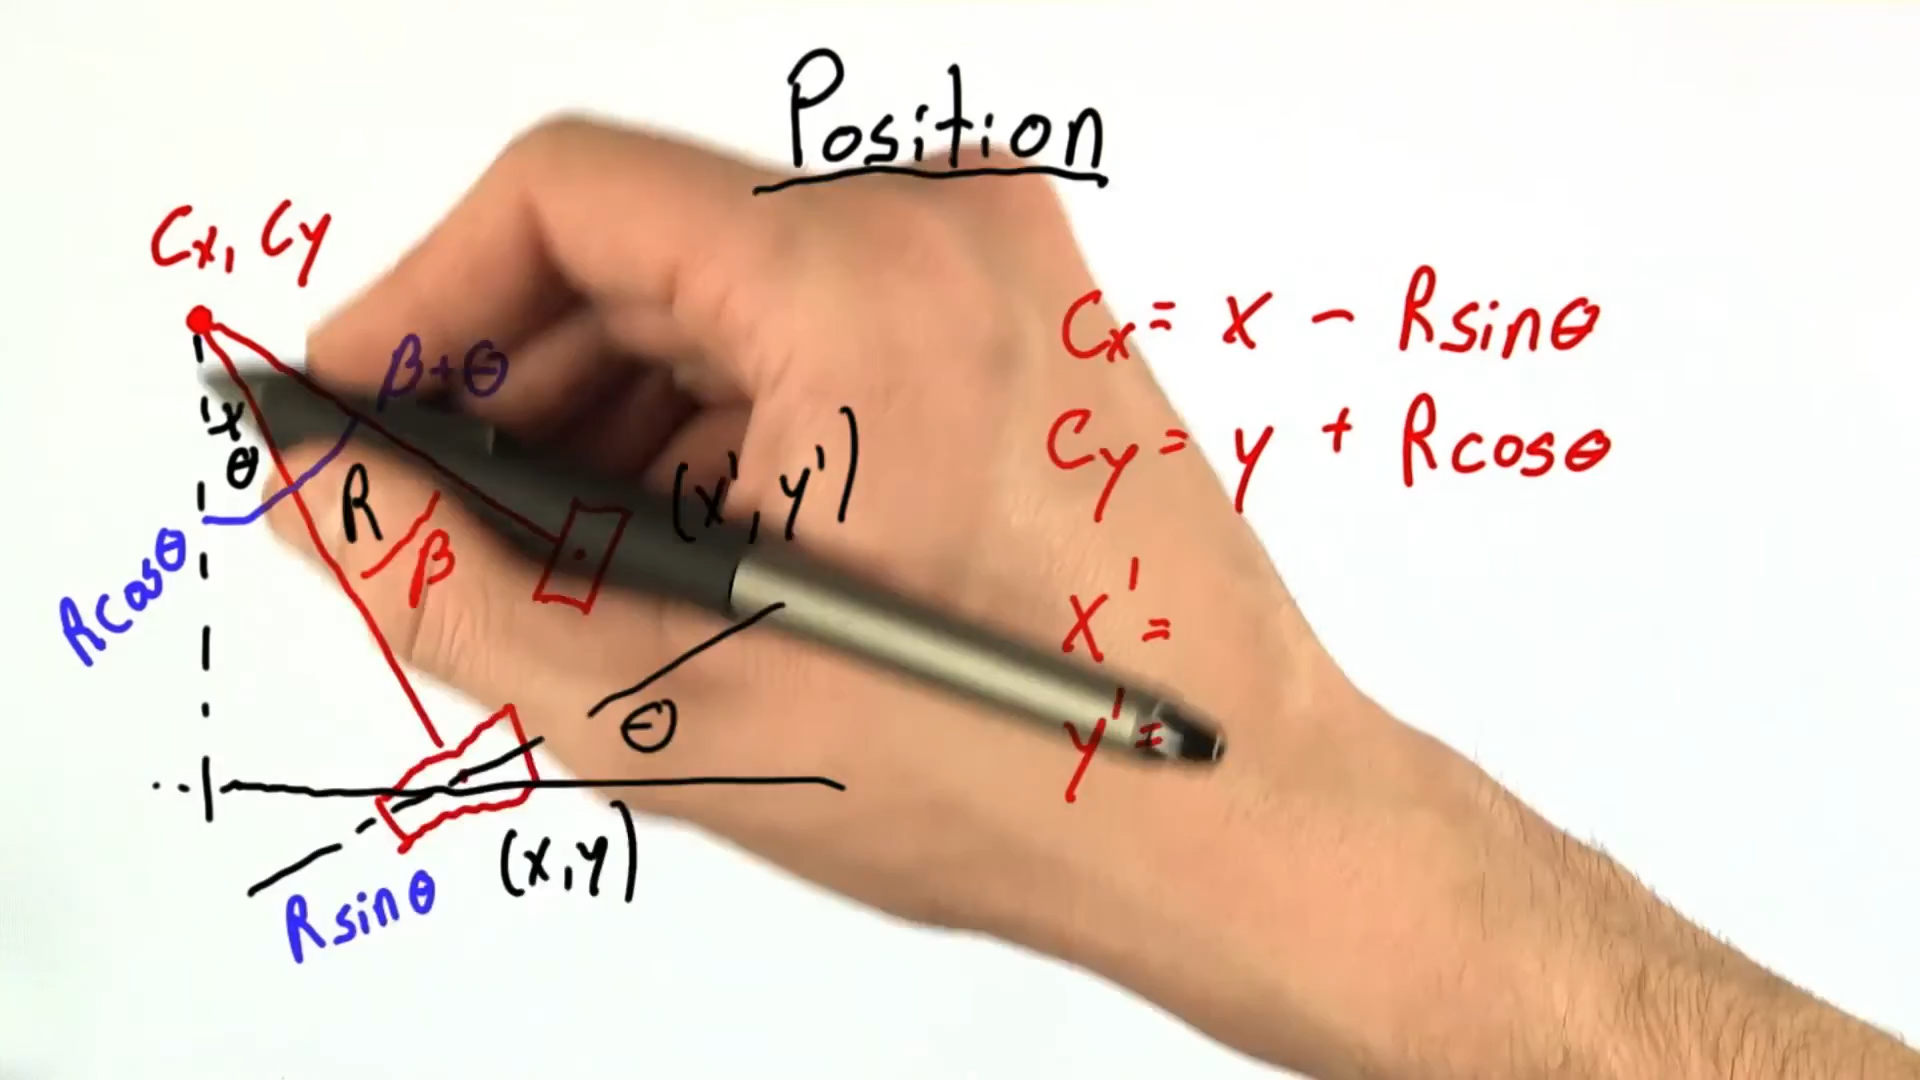 Position
Cx, Cy
β+θ
θ
R
β
Rcosθ
(x', y')
θ
(x,y)
Rsinθ
Cx = x - Rsinθ
Cy = y + Rcosθ
x' =
y' =